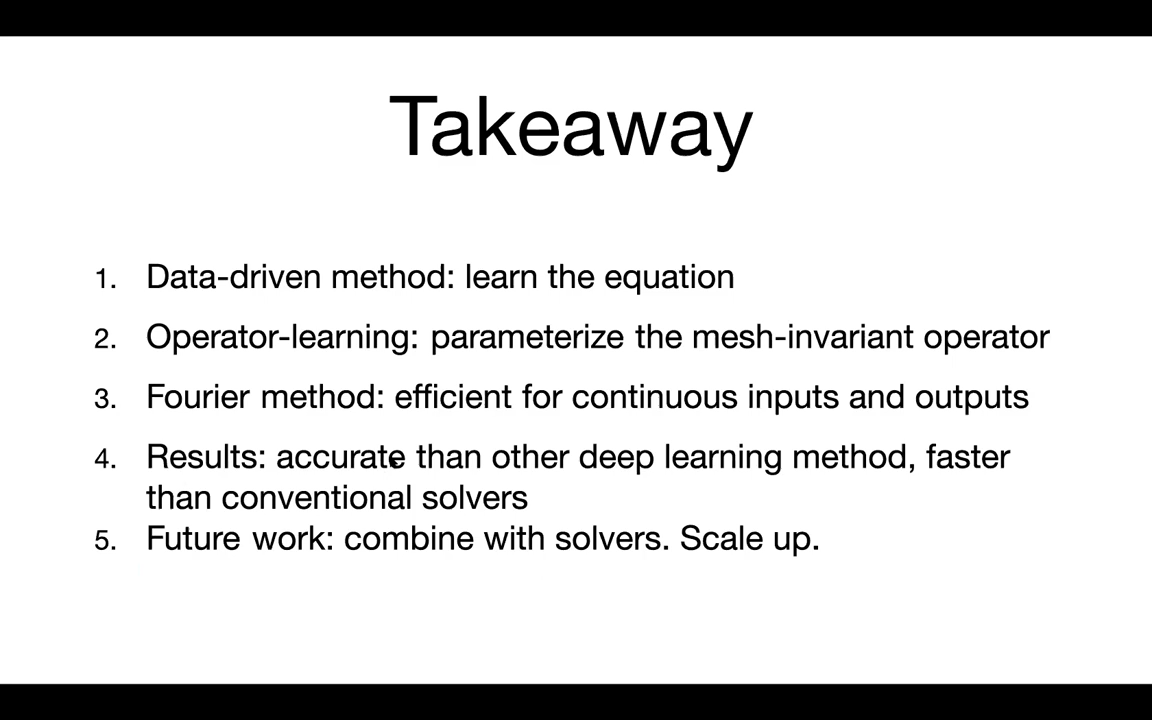 Takeaway
1. Data-driven method: learn the equation
2. Operator-learning: parameterize the mesh-invariant operator
3. Fourier method: efficient for continuous inputs and outputs
4. Results: accurate than other deep learning method, faster
than conventional solvers
5. Future work: combine with solvers. Scale up.